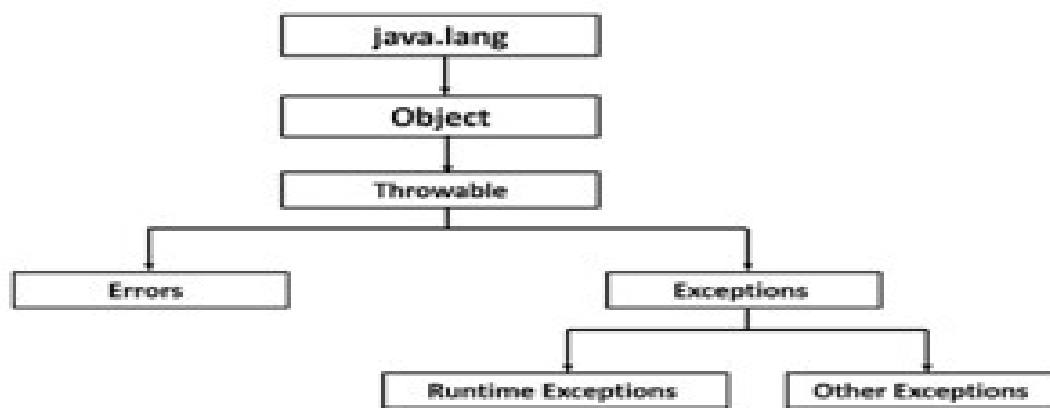 java.lang
Object
Throwable
Errors
Exceptions
Runtime Exceptions
Other Exceptions